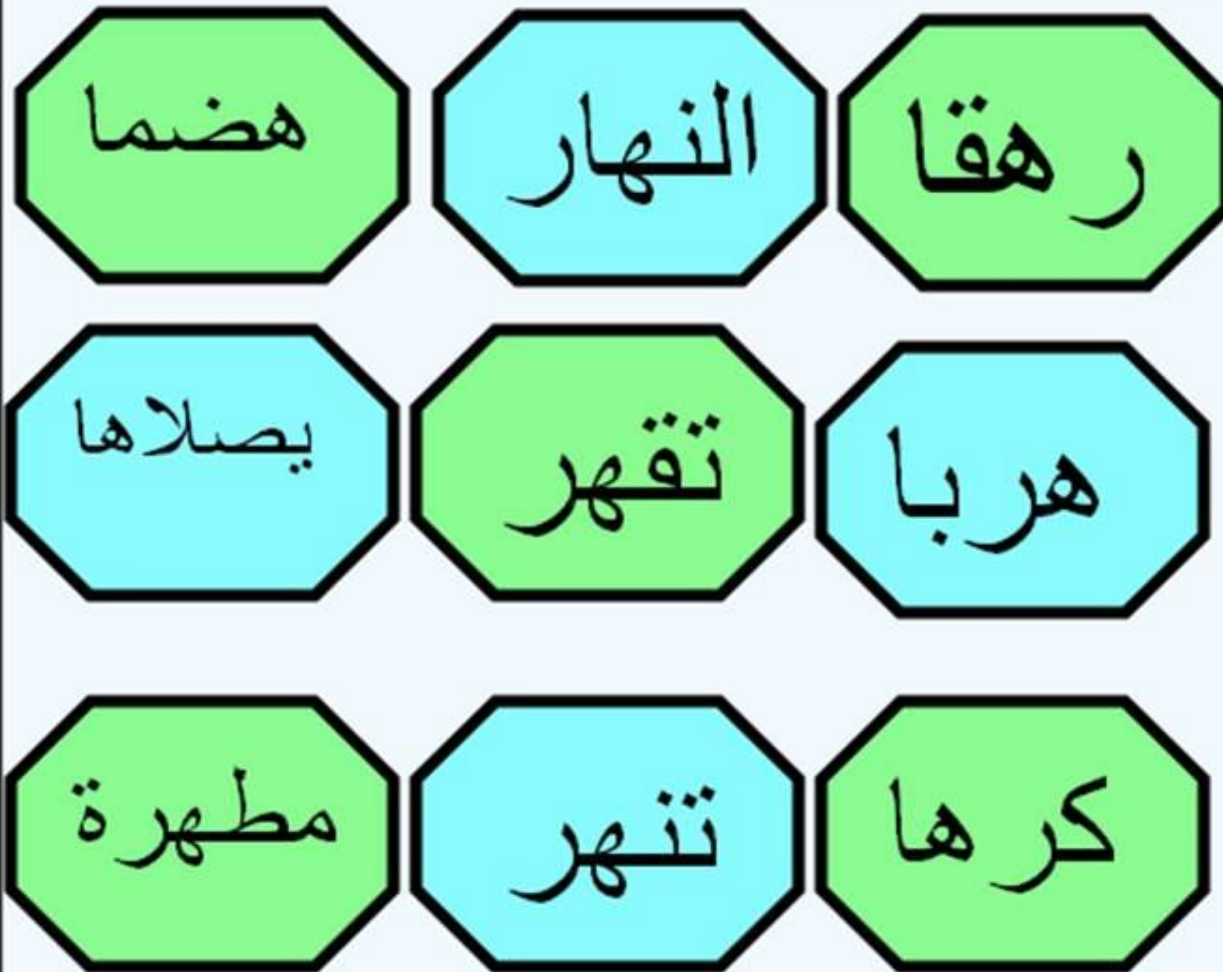 رهقا
النهار
هضما
هربا
تقهر
يصلاها
كرها
تنهر
مطهرة